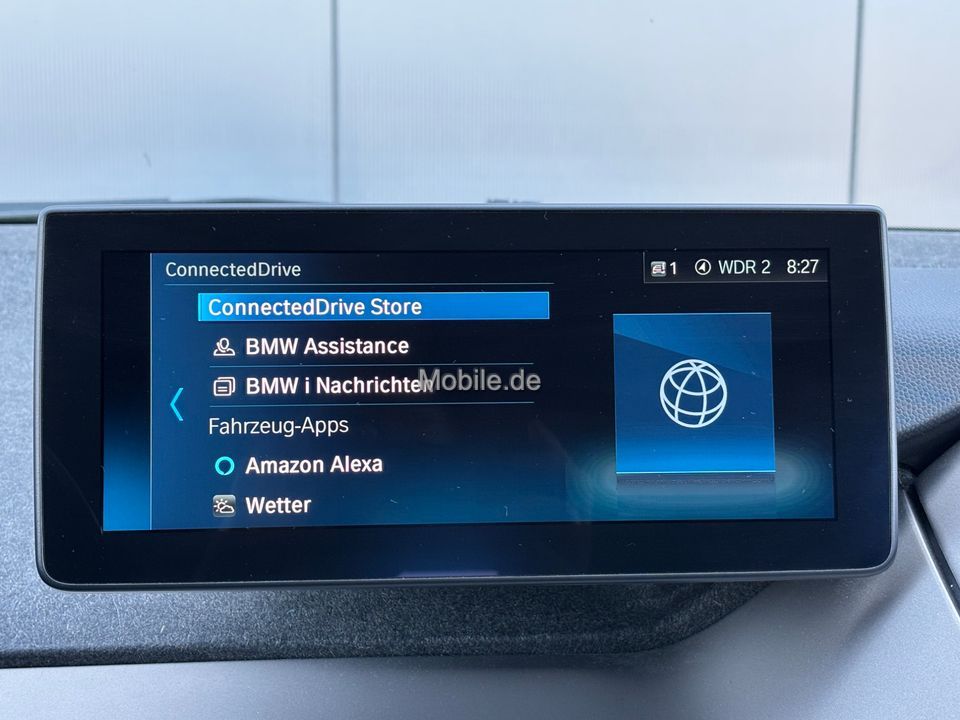 ConnectedDrive
1 WDR 2 8:27
ConnectedDrive Store
BMW Assistance
BMW i Nachrichten
Mobile.de
Fahrzeug-Apps
Amazon Alexa
Wetter